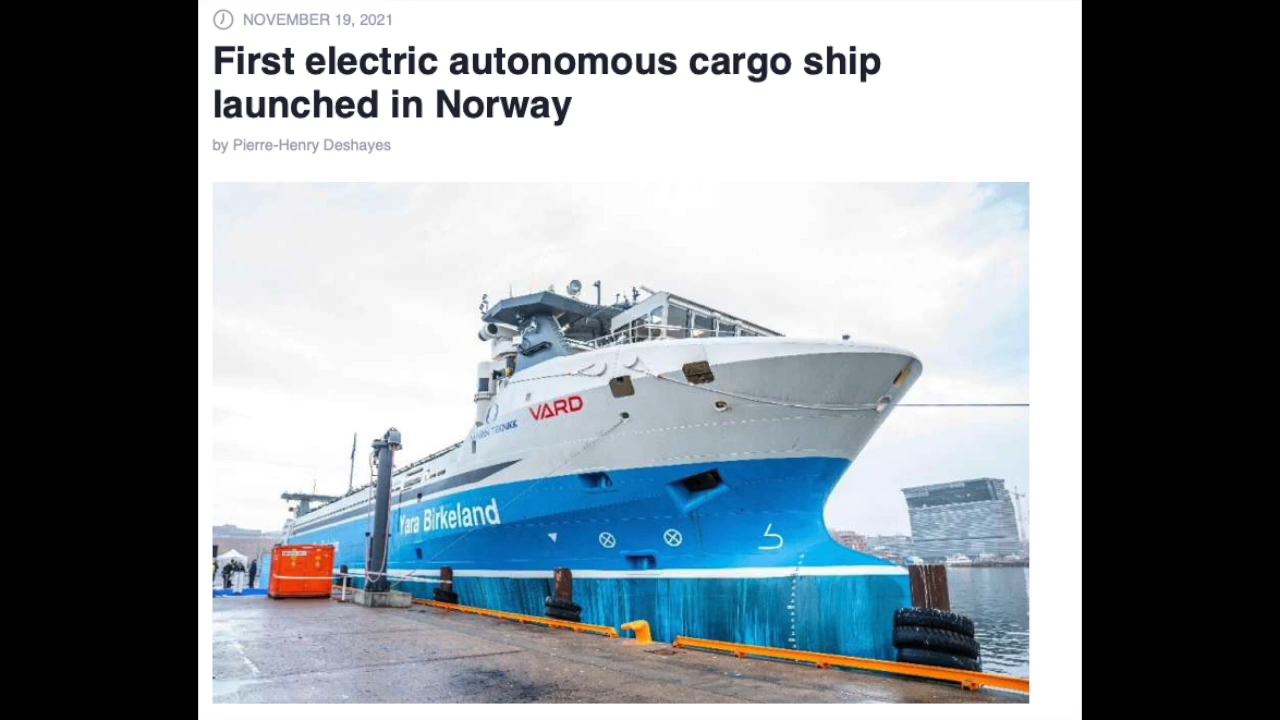 NOVEMBER 19, 2021
First electric autonomous cargo ship
launched in Norway
by Pierre-Henry Deshayes
VARD
Yara Birkeland